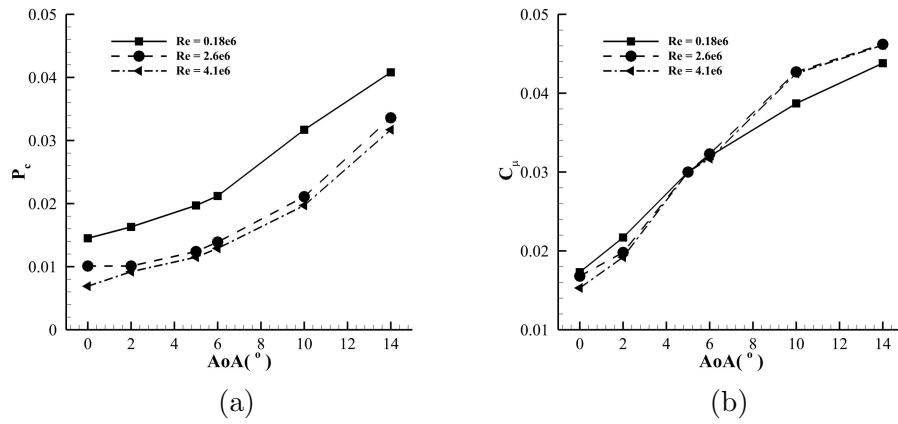 0.05
0.04
0.03
0.02
0.01
0
P_c
Re = 0.18e6
Re = 2.6e6
Re = 4.1e6
0 2 4 6 8 10 12 14
AoA(°)
(a)
0.05
0.04
0.03
0.02
0.01
C_μ
Re = 0.18e6
Re = 2.6e6
Re = 4.1e6
0 2 4 6 8 10 12 14
AoA(°)
(b)